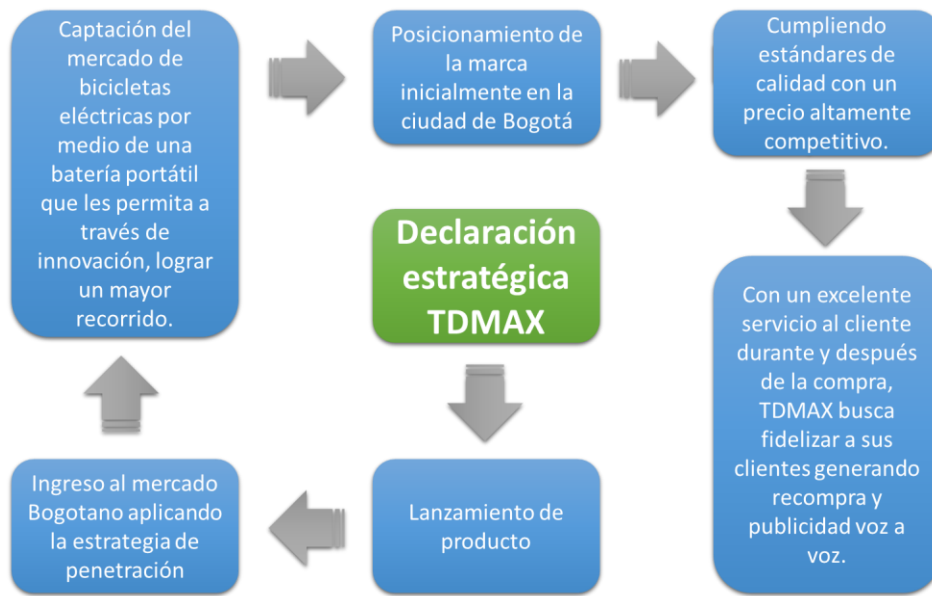 Captación del
mercado de
bicicletas
eléctricas por
medio de una
batería portátil
que les permita a
través de
innovación, lograr
un mayor
recorrido.
Posicionamiento de
la marca
inicialmente en la
ciudad de Bogotá
Cumpliendo
estándares de
calidad con un
precio altamente
competitivo.
Declaración
estratégica
TDMAX
Con un excelente
servicio al cliente
durante y después
de la compra,
TDMAX busca
fidelizar a sus
clientes generando
recompra y
publicidad voz a
voz.
Ingreso al mercado
Bogotano aplicando
la estrategia de
penetración
Lanzamiento de
producto